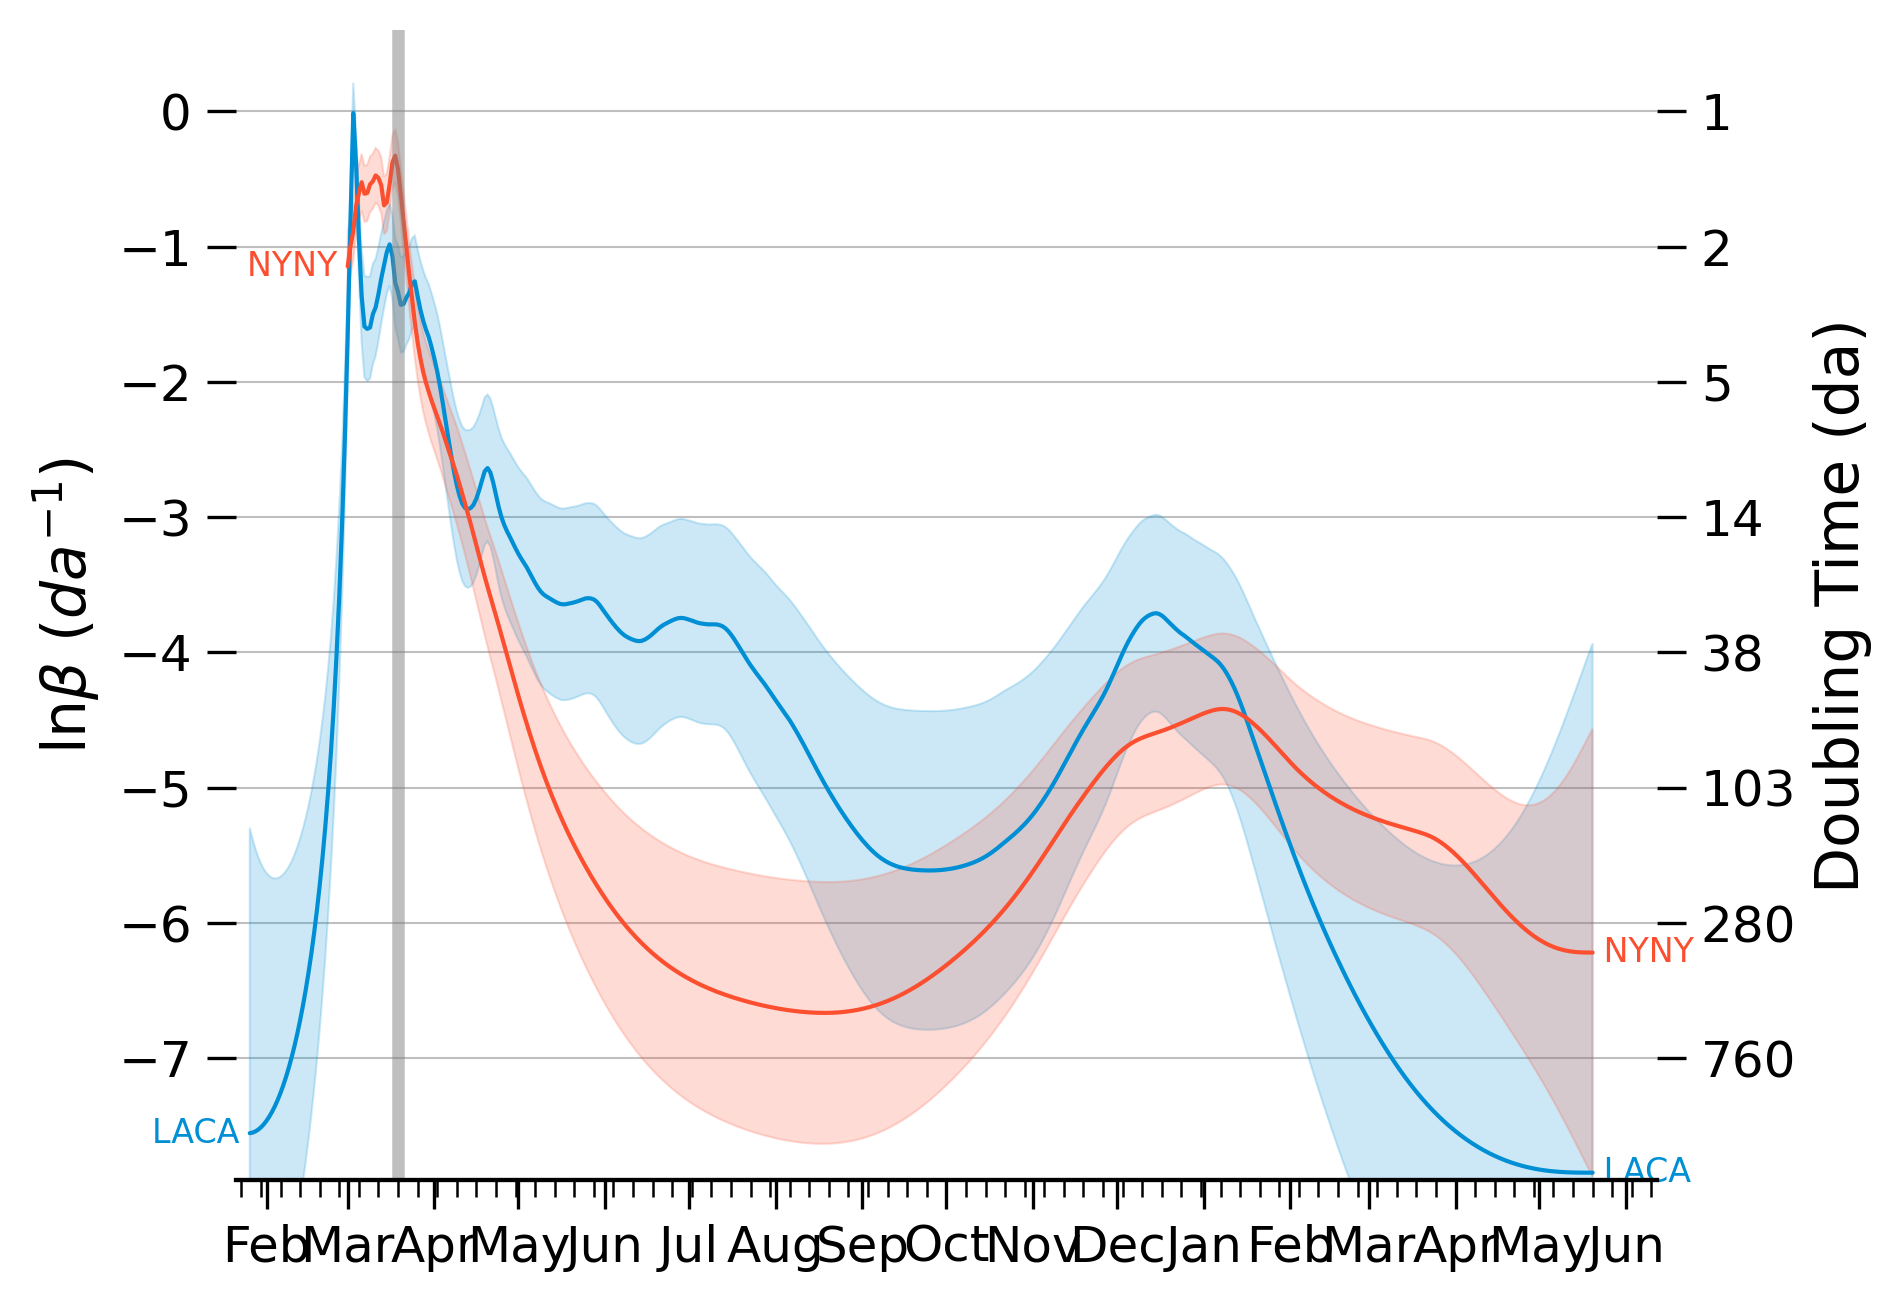 0
−1
−2
−3
−4
−5
−6
−7
lnβ (da⁻¹)
1
2
5
14
38
103
280
760
Doubling Time (da)
NYNY
LACA
NYNY
LACA
Feb Mar Apr May Jun Jul Aug Sep Oct Nov Dec Jan Feb Mar Apr May Jun